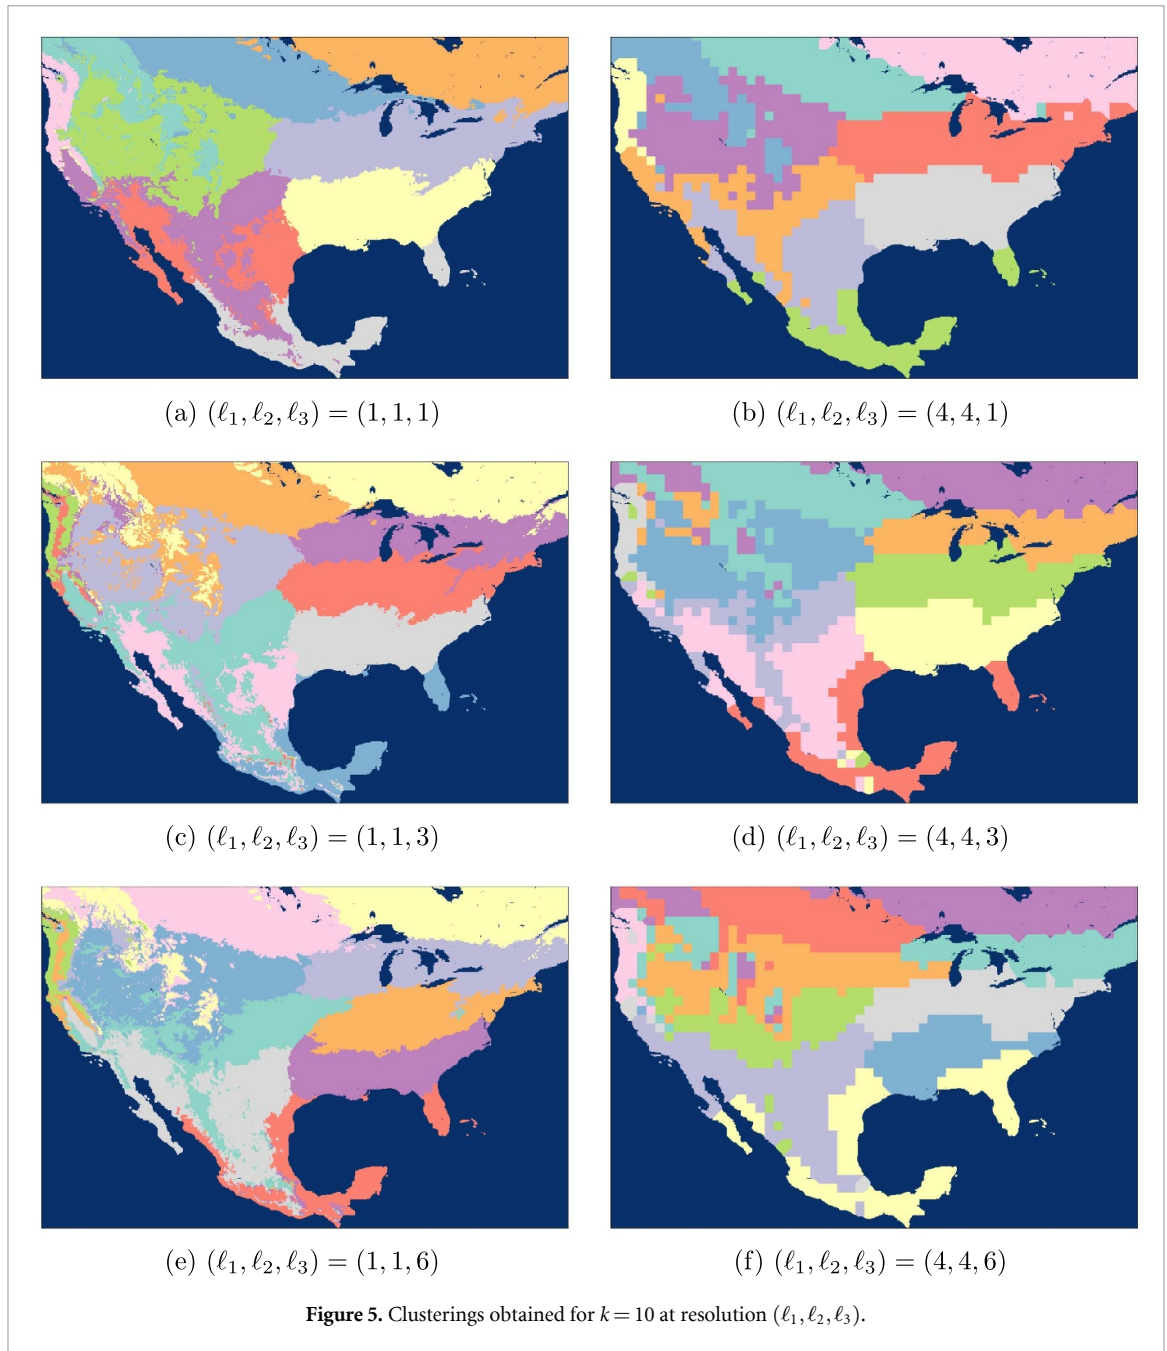 (a) (ℓ₁, ℓ₂, ℓ₃) = (1, 1, 1)
(b) (ℓ₁, ℓ₂, ℓ₃) = (4, 4, 1)
(c) (ℓ₁, ℓ₂, ℓ₃) = (1, 1, 3)
(d) (ℓ₁, ℓ₂, ℓ₃) = (4, 4, 3)
(e) (ℓ₁, ℓ₂, ℓ₃) = (1, 1, 6)
(f) (ℓ₁, ℓ₂, ℓ₃) = (4, 4, 6)
Figure 5. Clusterings obtained for k = 10 at resolution (ℓ₁, ℓ₂, ℓ₃).